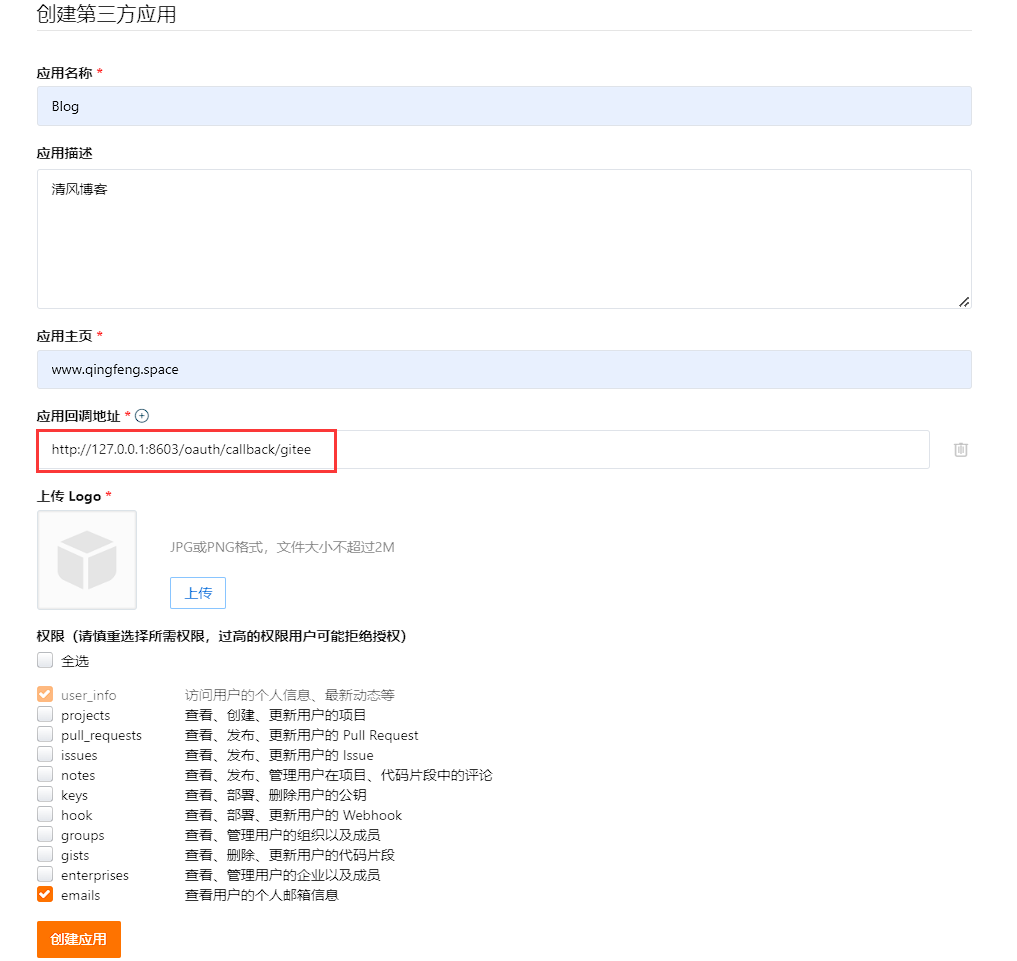 创建第三方应用
应用名称 *
Blog
应用描述
清风博客
应用主页 *
www.qingfeng.space
应用回调地址 *
http://127.0.0.1:8603/oauth/callback/gitee
上传 Logo *
JPG或PNG格式，文件大小不超过2M
上传
权限（请慎重选择所需权限，过高的权限用户可能拒绝授权）
全选
user_info 访问用户的个人信息、最新动态等
projects 查看、创建、更新用户的项目
pull_requests 查看、发布、更新用户的 Pull Request
issues 查看、发布、更新用户的 Issue
notes 查看、发布、管理用户在项目、代码片段中的评论
keys 查看、部署、删除用户的公钥
hook 查看、部署、更新用户的 Webhook
groups 查看、管理用户的组织以及成员
gists 查看、删除、更新用户的代码片段
enterprises 查看、管理用户的企业以及成员
emails 查看用户的个人邮箱信息
创建应用